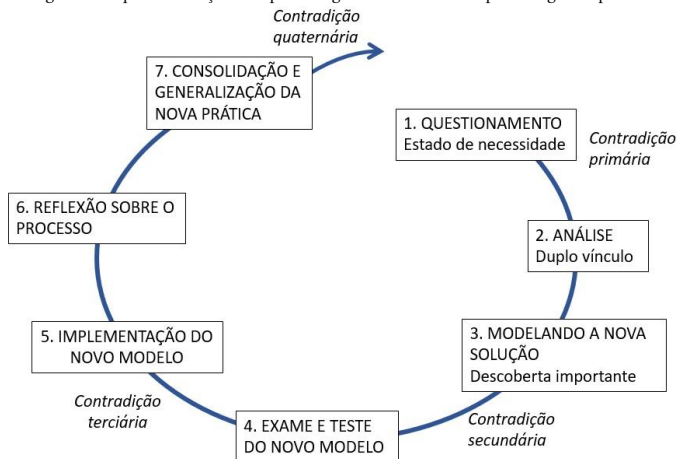 Contradição
quaternária
7. CONSOLIDAÇÃO E
GENERALIZAÇÃO DA
NOVA PRÁTICA
1. QUESTIONAMENTO
Estado de necessidade
Contradição
primária
2. ANÁLISE
Duplo vínculo
3. MODELANDO A NOVA
SOLUÇÃO
Descoberta importante
Contradição
secundária
4. EXAME E TESTE
DO NOVO MODELO
Contradição
terciária
5. IMPLEMENTAÇÃO DO
NOVO MODELO
6. REFLEXÃO SOBRE O
PROCESSO